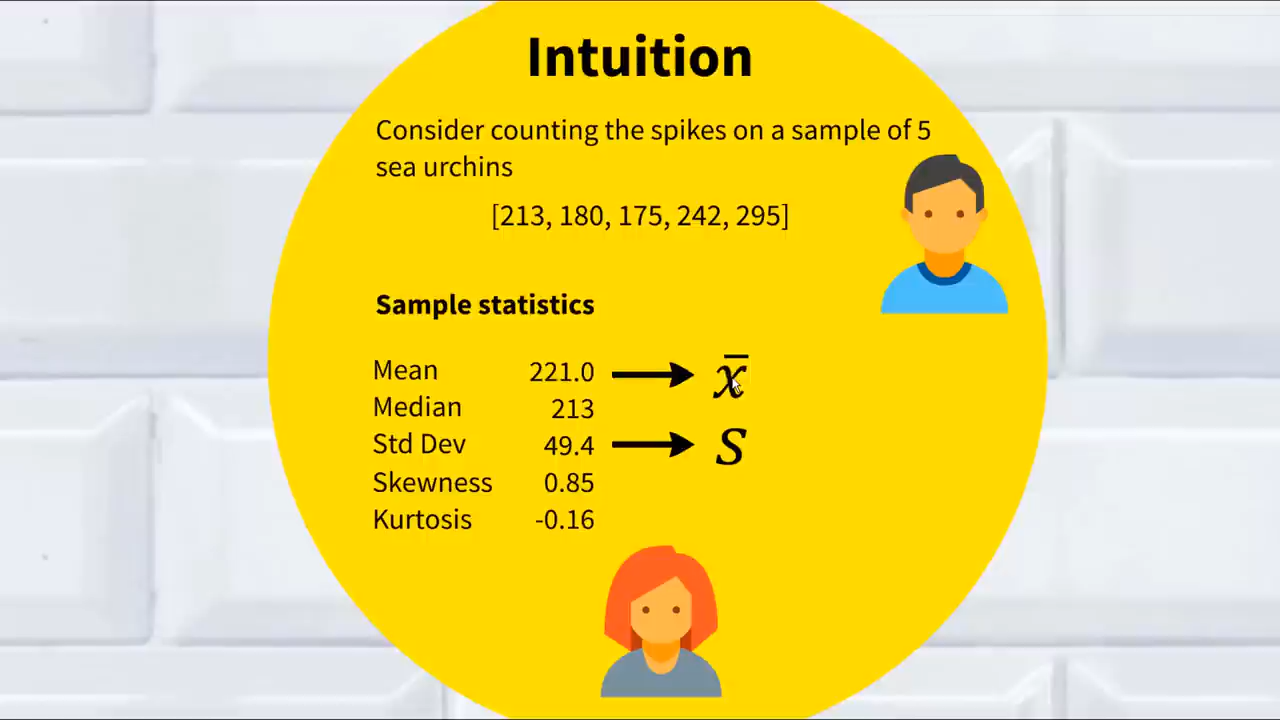 Intuition
Consider counting the spikes on a sample of 5
sea urchins
[213, 180, 175, 242, 295]
Sample statistics
Mean 221.0 → x̄
Median 213
Std Dev 49.4 → s
Skewness 0.85
Kurtosis -0.16